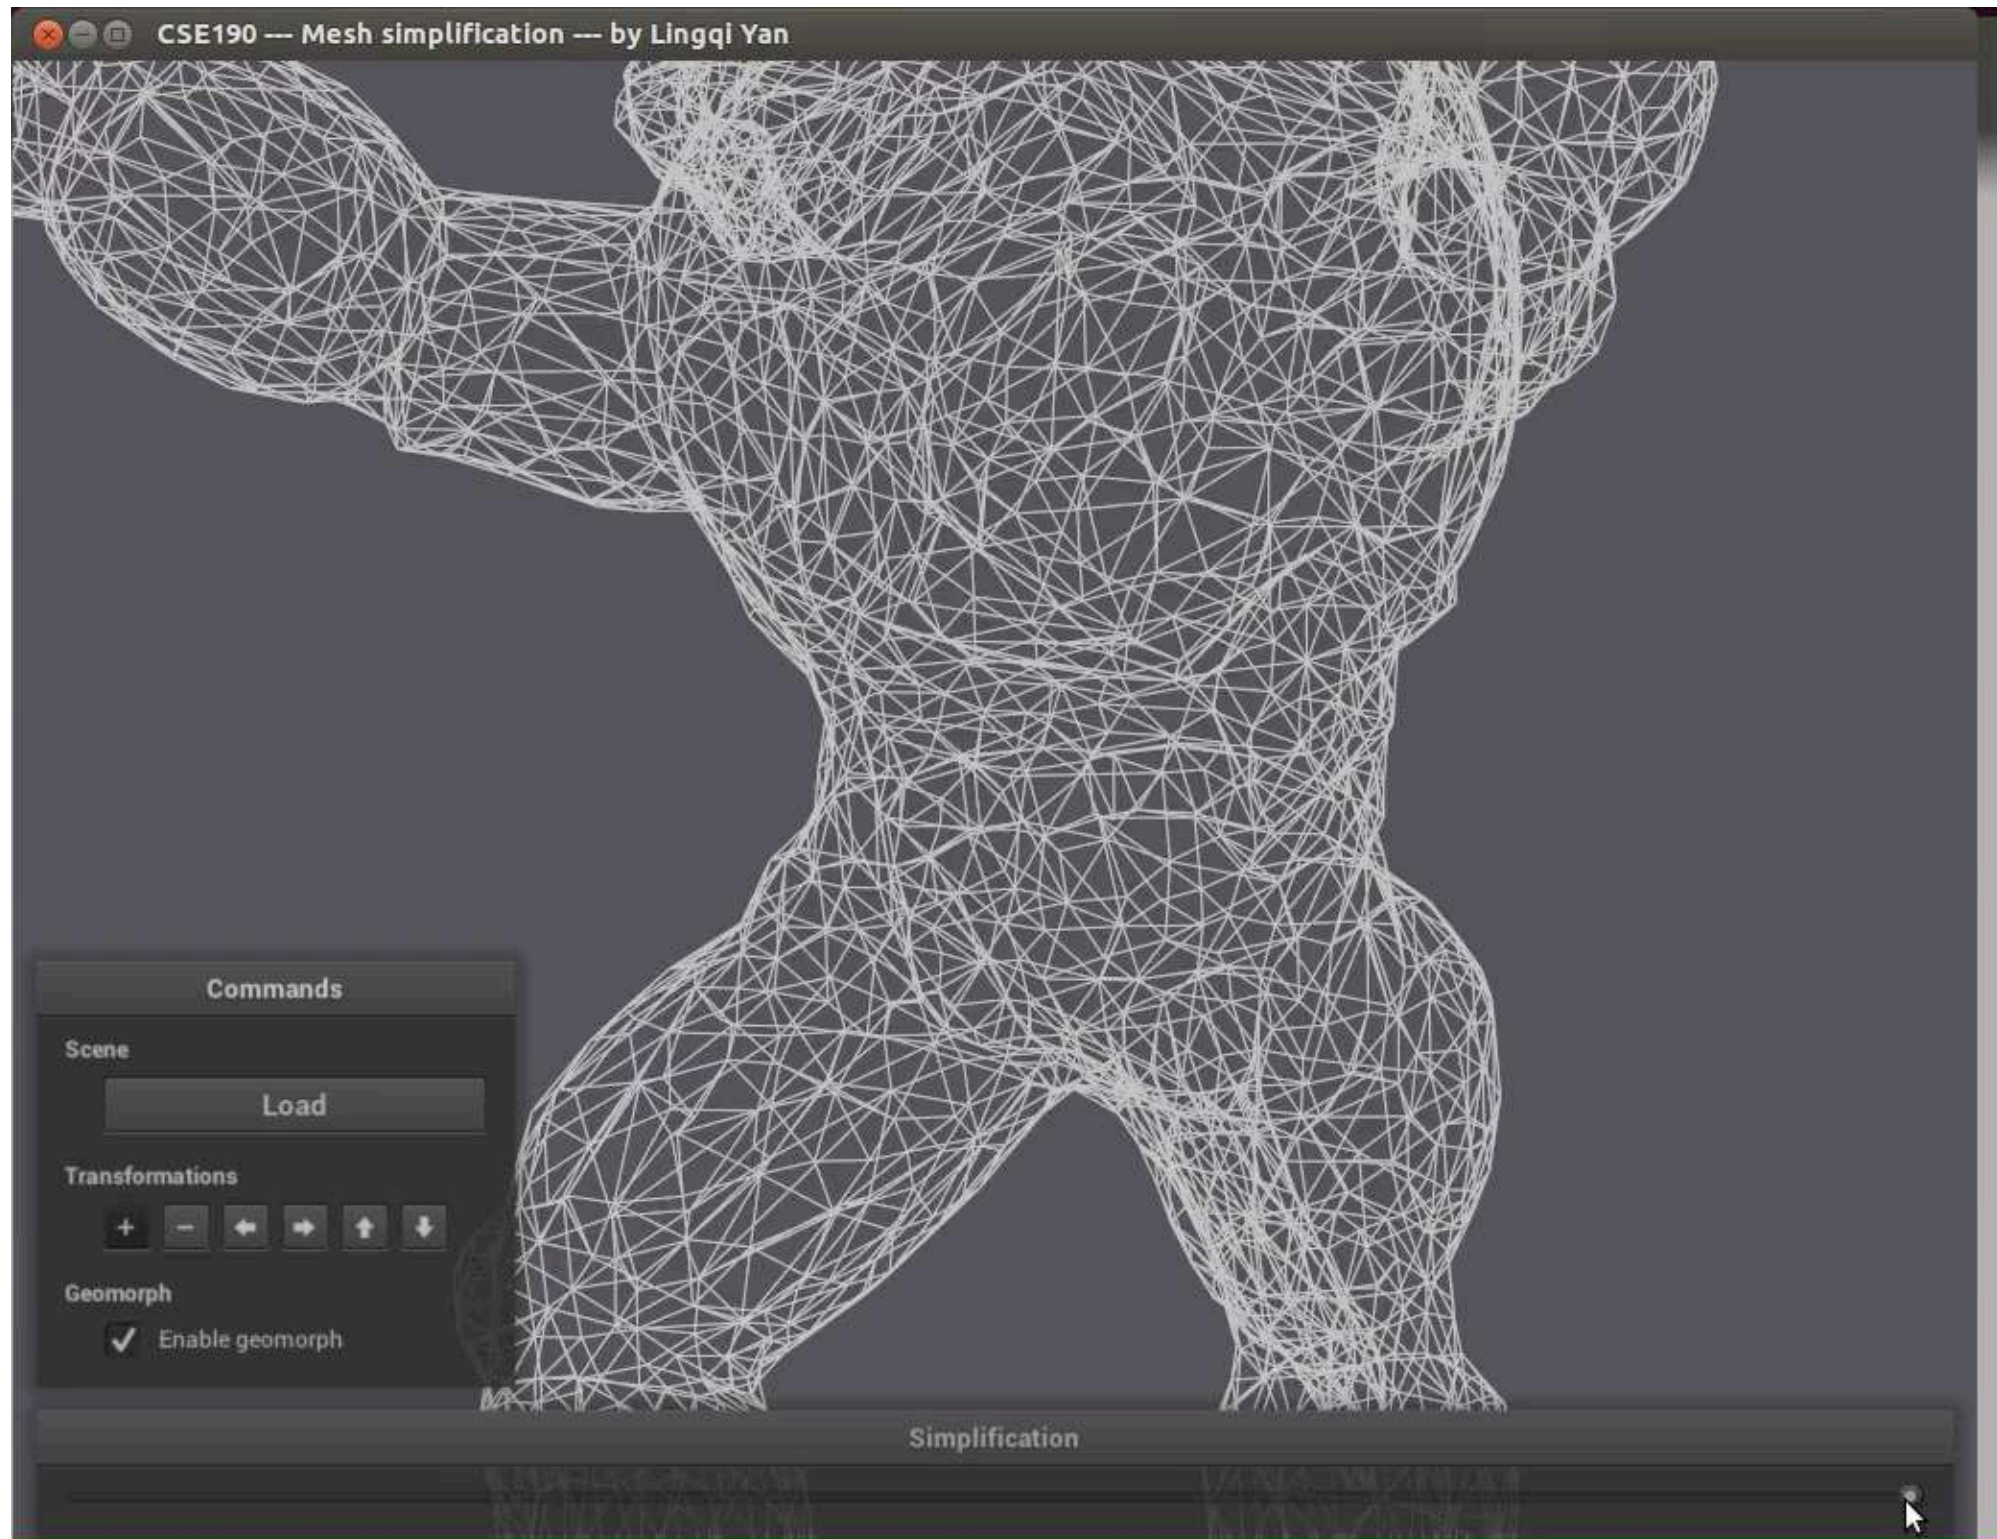 CSE190 --- Mesh simplification --- by Lingqi Yan
Commands
Scene
Load
Transformations
Geomorph
Enable geomorph
Simplification